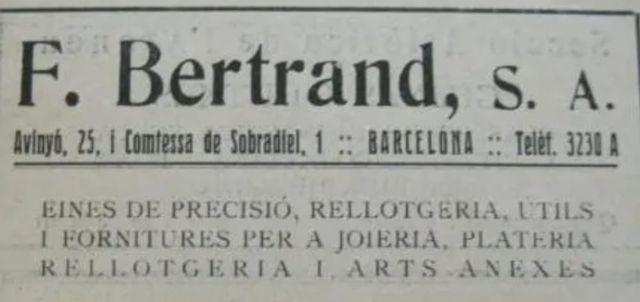 F. Bertrand, S. A.
Avinyó, 25, i Comtessa de Sobradiel, 1 :: BARCELONA :: Telèf. 3230 A
EINES DE PRECISIÓ, RELLOTGERIA, ÚTILS
I FORNITURES PER A JOIERIA, PLATERIA
RELLOTGERIA I ARTS ANEXES